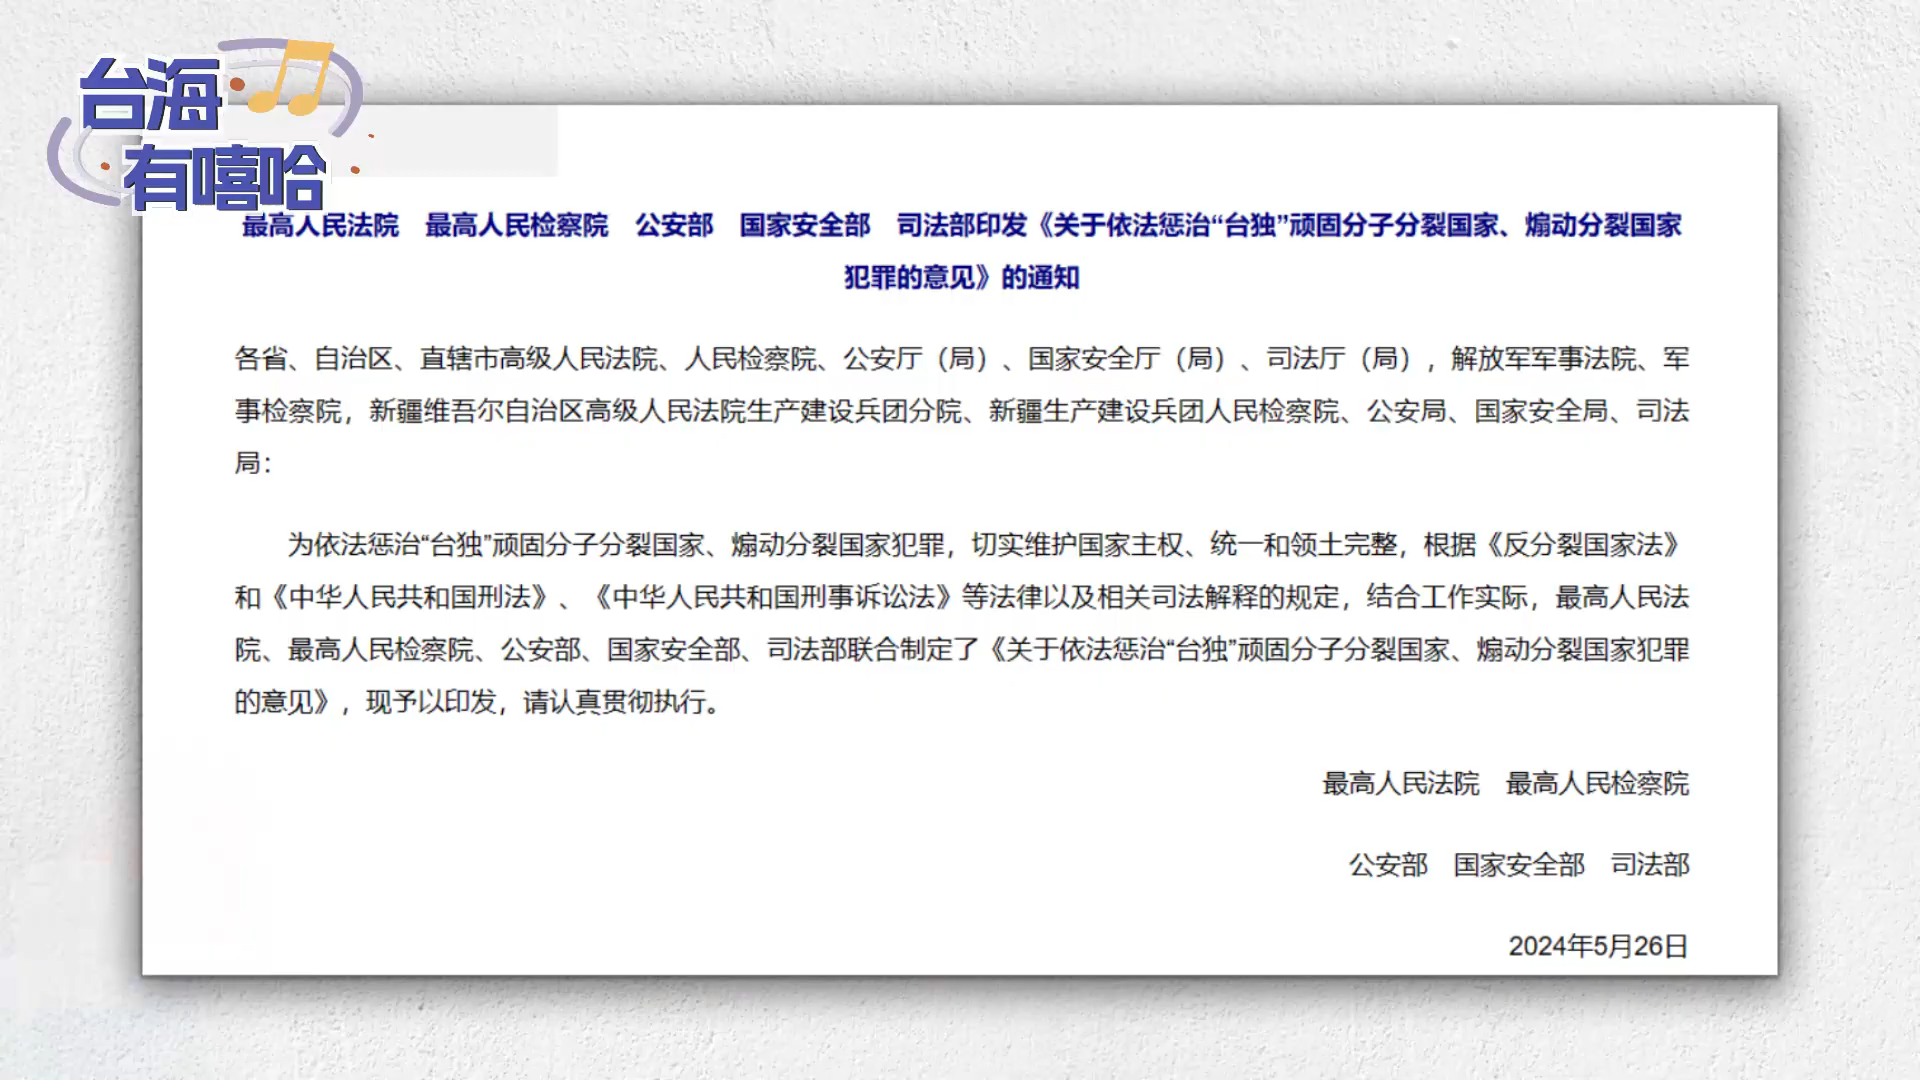 台海
有嘻哈
最高人民法院 最高人民检察院 公安部 国家安全部 司法部印发《关于依法惩治“台独”顽固分子分裂国家、煽动分裂国家
犯罪的意见》的通知
各省、自治区、直辖市高级人民法院、人民检察院、公安厅（局）、国家安全厅（局）、司法厅（局），解放军军事法院、军
事检察院，新疆维吾尔自治区高级人民法院生产建设兵团分院、新疆生产建设兵团人民检察院、公安局、国家安全局、司法
局：
为依法惩治“台独”顽固分子分裂国家、煽动分裂国家犯罪，切实维护国家主权、统一和领土完整，根据《反分裂国家法》
和《中华人民共和国刑法》、《中华人民共和国刑事诉讼法》等法律以及相关司法解释的规定，结合工作实际，最高人民法
院、最高人民检察院、公安部、国家安全部、司法部联合制定了《关于依法惩治“台独”顽固分子分裂国家、煽动分裂国家犯罪
的意见》，现予以印发，请认真贯彻执行。
最高人民法院 最高人民检察院
公安部 国家安全部 司法部
2024年5月26日